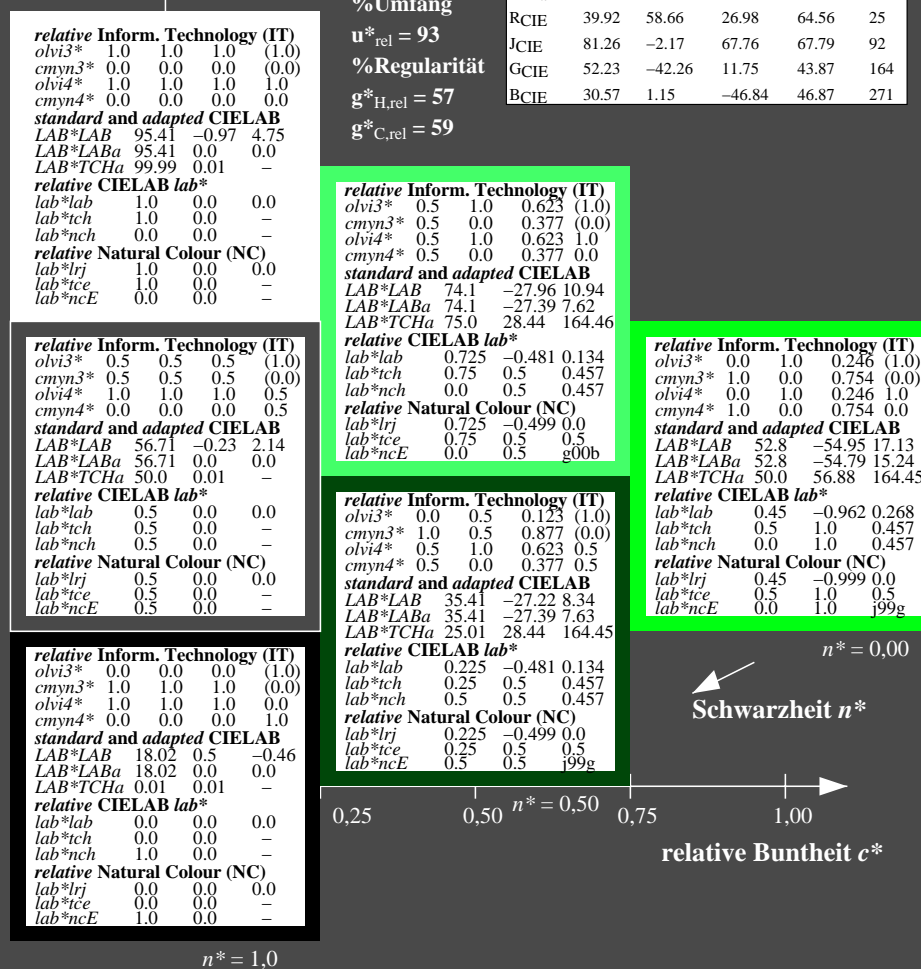 %Umfang
u*rel = 93
%Regularität
g*H,rel = 57
g*C,rel = 59
RCIE 39.92 58.66 26.98 64.56 25
JCIE 81.26 −2.17 67.76 67.79 92
GCIE 52.23 −42.26 11.75 43.87 164
BCIE 30.57 1.15 −46.84 46.87 271
relative Inform. Technology (IT)
olvi3* 1.0 1.0 1.0 (1.0)
cmyn3* 0.0 0.0 0.0 (0.0)
olvi4* 1.0 1.0 1.0 1.0
cmyn4* 0.0 0.0 0.0 0.0
standard and adapted CIELAB
LAB*LAB 95.41 −0.97 4.75
LAB*LABa 95.41 0.0 0.0
LAB*TCHa 99.99 0.01 –
relative CIELAB lab*
lab*lab 1.0 0.0 0.0
lab*tch 1.0 0.0 –
lab*nch 0.0 0.0 –
relative Natural Colour (NC)
lab*lrj 1.0 0.0 0.0
lab*tce 1.0 0.0 –
lab*ncE 0.0 0.0 –
relative Inform. Technology (IT)
olvi3* 0.5 1.0 0.623 (1.0)
cmyn3* 0.5 0.0 0.377 (0.0)
olvi4* 0.5 1.0 0.623 1.0
cmyn4* 0.5 0.0 0.377 0.0
standard and adapted CIELAB
LAB*LAB 74.1 −27.96 10.94
LAB*LABa 74.1 −27.39 7.62
LAB*TCHa 75.0 28.44 164.46
relative CIELAB lab*
lab*lab 0.725 −0.481 0.134
lab*tch 0.75 0.5 0.457
lab*nch 0.0 0.5 0.457
relative Natural Colour (NC)
lab*lrj 0.725 −0.499 0.0
lab*tce 0.75 0.5 0.5
lab*ncE 0.0 0.5 g00b
relative Inform. Technology (IT)
olvi3* 0.5 0.5 0.5 (1.0)
cmyn3* 0.5 0.5 0.5 (0.0)
olvi4* 1.0 1.0 1.0 0.5
cmyn4* 0.0 0.0 0.0 0.5
standard and adapted CIELAB
LAB*LAB 56.71 −0.23 2.14
LAB*LABa 56.71 0.0 0.0
LAB*TCHa 50.0 0.01 –
relative CIELAB lab*
lab*lab 0.5 0.0 0.0
lab*tch 0.5 0.0 –
lab*nch 0.5 0.0 –
relative Natural Colour (NC)
lab*lrj 0.5 0.0 0.0
lab*tce 0.5 0.0 –
lab*ncE 0.5 0.0 –
relative Inform. Technology (IT)
olvi3* 0.0 1.0 0.246 (1.0)
cmyn3* 1.0 0.0 0.754 (0.0)
olvi4* 0.0 1.0 0.246 1.0
cmyn4* 1.0 0.0 0.754 0.0
standard and adapted CIELAB
LAB*LAB 52.8 −54.95 17.13
LAB*LABa 52.8 −54.79 15.24
LAB*TCHa 50.0 56.88 164.45
relative CIELAB lab*
lab*lab 0.45 −0.962 0.268
lab*tch 0.5 1.0 0.457
lab*nch 0.0 1.0 0.457
relative Natural Colour (NC)
lab*lrj 0.45 −0.999 0.0
lab*tce 0.5 1.0 0.5
lab*ncE 0.0 1.0 j99g
relative Inform. Technology (IT)
olvi3* 0.0 0.5 0.123 (1.0)
cmyn3* 1.0 0.5 0.877 (0.0)
olvi4* 0.5 1.0 0.623 0.5
cmyn4* 0.5 0.0 0.377 0.5
standard and adapted CIELAB
LAB*LAB 35.41 −27.22 8.34
LAB*LABa 35.41 −27.39 7.63
LAB*TCHa 25.01 28.44 164.45
relative CIELAB lab*
lab*lab 0.225 −0.481 0.134
lab*tch 0.25 0.5 0.457
lab*nch 0.5 0.5 0.457
relative Natural Colour (NC)
lab*lrj 0.225 −0.499 0.0
lab*tce 0.25 0.5 0.5
lab*ncE 0.5 0.5 j99g
relative Inform. Technology (IT)
olvi3* 0.0 0.0 0.0 (1.0)
cmyn3* 1.0 1.0 1.0 (0.0)
olvi4* 1.0 1.0 1.0 0.0
cmyn4* 0.0 0.0 0.0 1.0
standard and adapted CIELAB
LAB*LAB 18.02 0.5 −0.46
LAB*LABa 18.02 0.0 0.0
LAB*TCHa 0.01 0.01 –
relative CIELAB lab*
lab*lab 0.0 0.0 0.0
lab*tch 0.0 0.0 –
lab*nch 1.0 0.0 –
relative Natural Colour (NC)
lab*lrj 0.0 0.0 0.0
lab*tce 0.0 0.0 –
lab*ncE 1.0 0.0 –
n* = 0,00
Schwarzheit n*
0,25 0,50 n* = 0,50 0,75 1,00
relative Buntheit c*
n* = 1,0